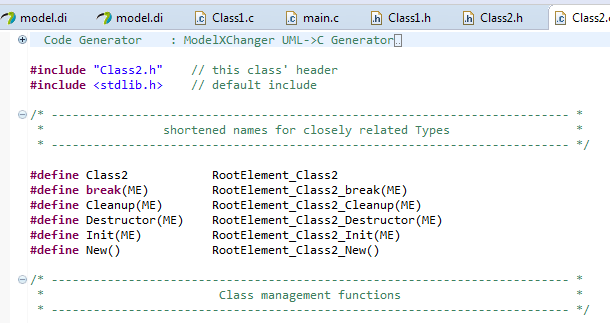 model.di model.di Class1.c main.c Class1.h Class2.h Class2.
Code Generator : ModelXChanger UML->C Generator
#include "Class2.h" // this class' header
#include <stdlib.h> // default include
/* ---------------------------------------------------------------------- *
* shortened names for closely related Types *
* ---------------------------------------------------------------------- */
#define Class2 RootElement_Class2
#define break(ME) RootElement_Class2_break(ME)
#define Cleanup(ME) RootElement_Class2_Cleanup(ME)
#define Destructor(ME) RootElement_Class2_Destructor(ME)
#define Init(ME) RootElement_Class2_Init(ME)
#define New() RootElement_Class2_New()
/* ---------------------------------------------------------------------- *
* Class management functions *
* ---------------------------------------------------------------------- */